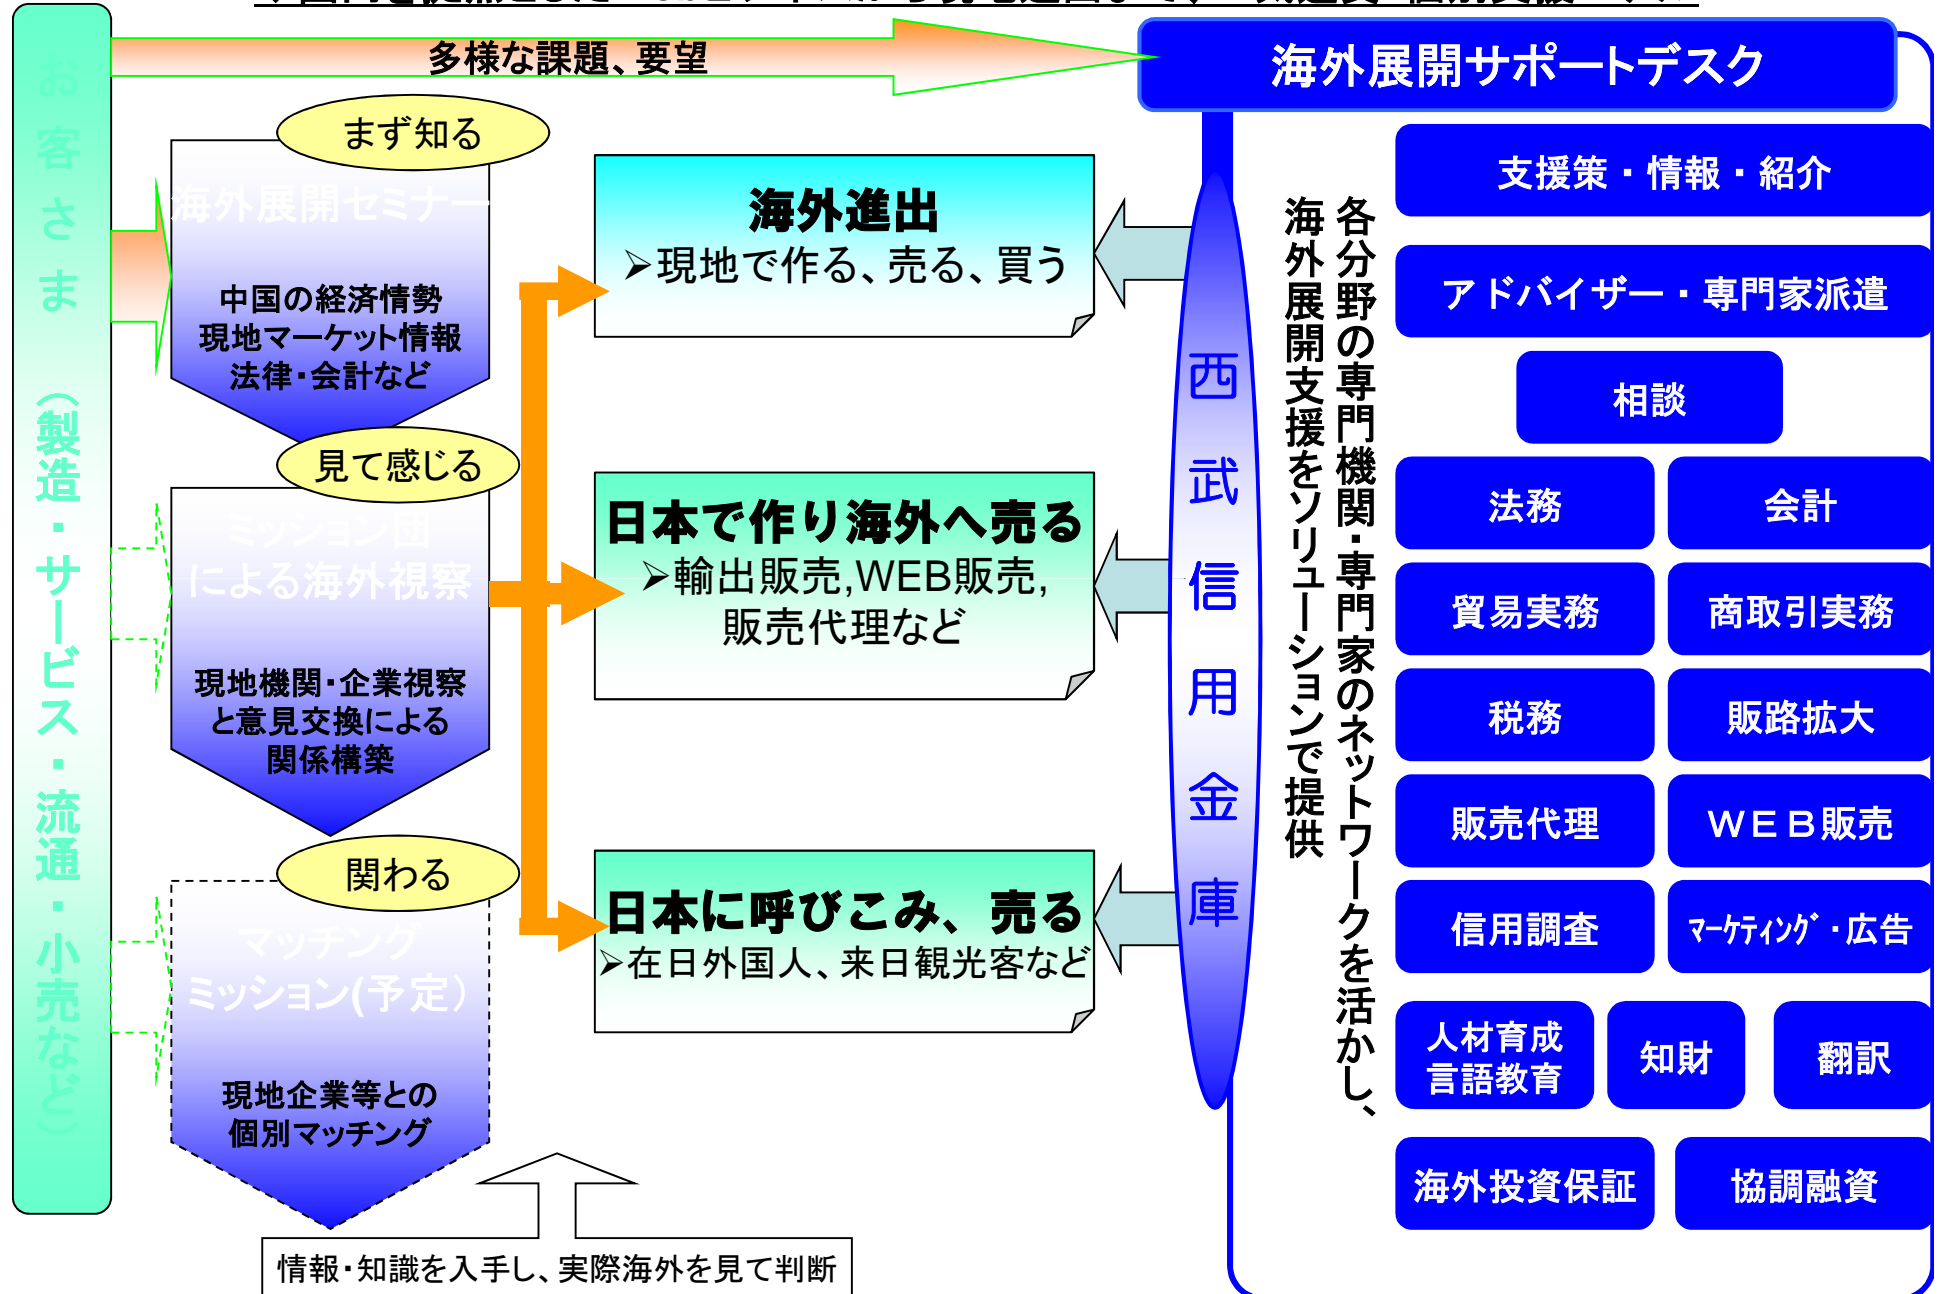 多様な課題、要望
海外展開サポートデスク
お客さま (製造・サービス・流通・小売など)
まず知る
海外展開セミナー
中国の経済情勢
現地マーケット情報
法律・会計など
見て感じる
ミッション団
による海外視察
現地機関・企業視察
と意見交換による
関係構築
関わる
マッチング
ミッション(予定)
現地企業等との
個別マッチング
情報・知識を入手し、実際海外を見て判断
海外進出
➢現地で作る、売る、買う
日本で作り海外へ売る
➢輸出販売,WEB販売,
販売代理など
日本に呼びこみ、売る
➢在日外国人、来日観光客など
西武信用金庫
各分野の専門機関・専門家のネットワークを活かし、
海外展開支援をソリューションで提供
支援策・情報・紹介
アドバイザー・専門家派遣
相談
法務
会計
貿易実務
商取引実務
税務
販路拡大
販売代理
WEB販売
信用調査
マーケティング・広告
人材育成
言語教育
知財
翻訳
海外投資保証
協調融資